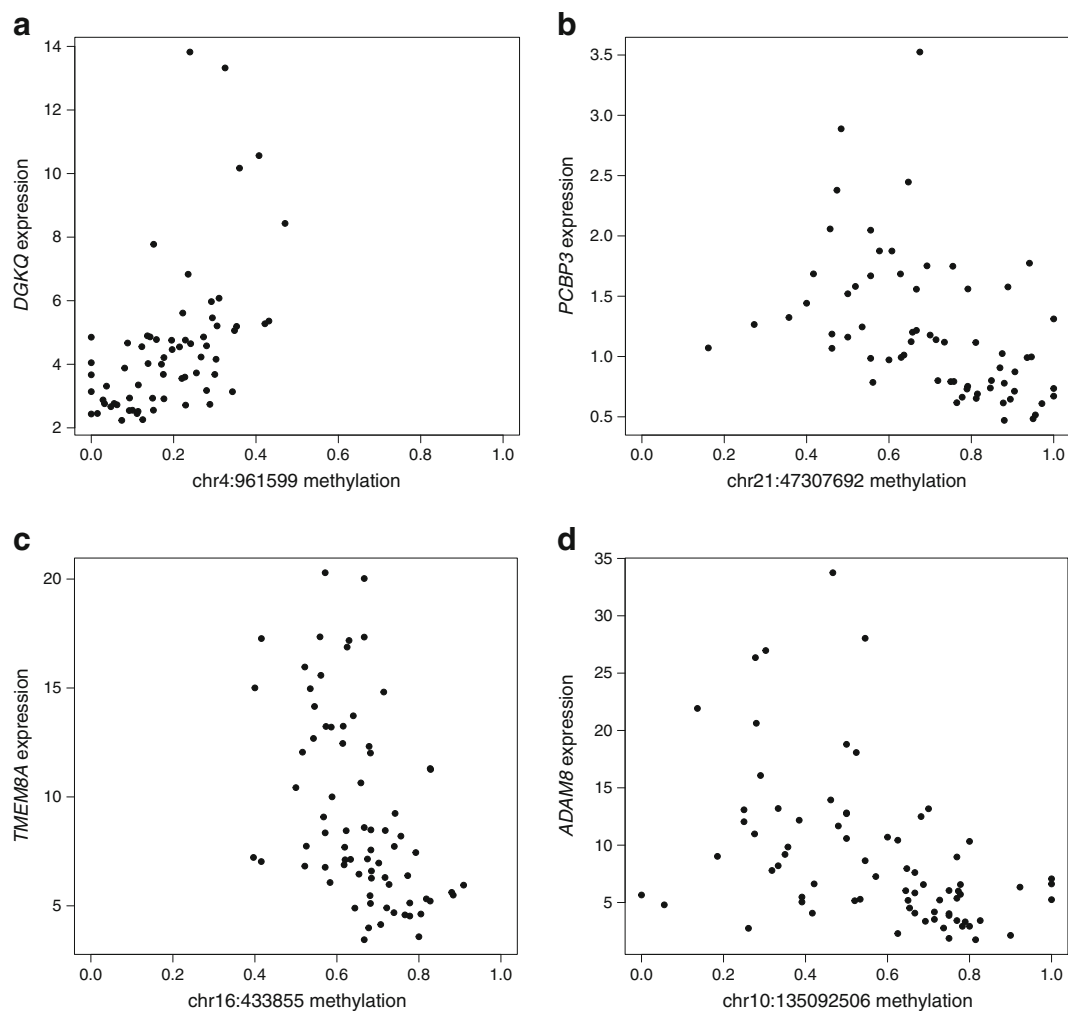 a
14
12
10
8
6
4
2
DGKQ expression
0.0 0.2 0.4 0.6 0.8 1.0
chr4:961599 methylation
b
3.5
3.0
2.5
2.0
1.5
1.0
0.5
PCBP3 expression
0.0 0.2 0.4 0.6 0.8 1.0
chr21:47307692 methylation
c
20
15
10
5
TMEM8A expression
0.0 0.2 0.4 0.6 0.8 1.0
chr16:433855 methylation
d
35
30
25
20
15
10
5
ADAM8 expression
0.0 0.2 0.4 0.6 0.8 1.0
chr10:135092506 methylation